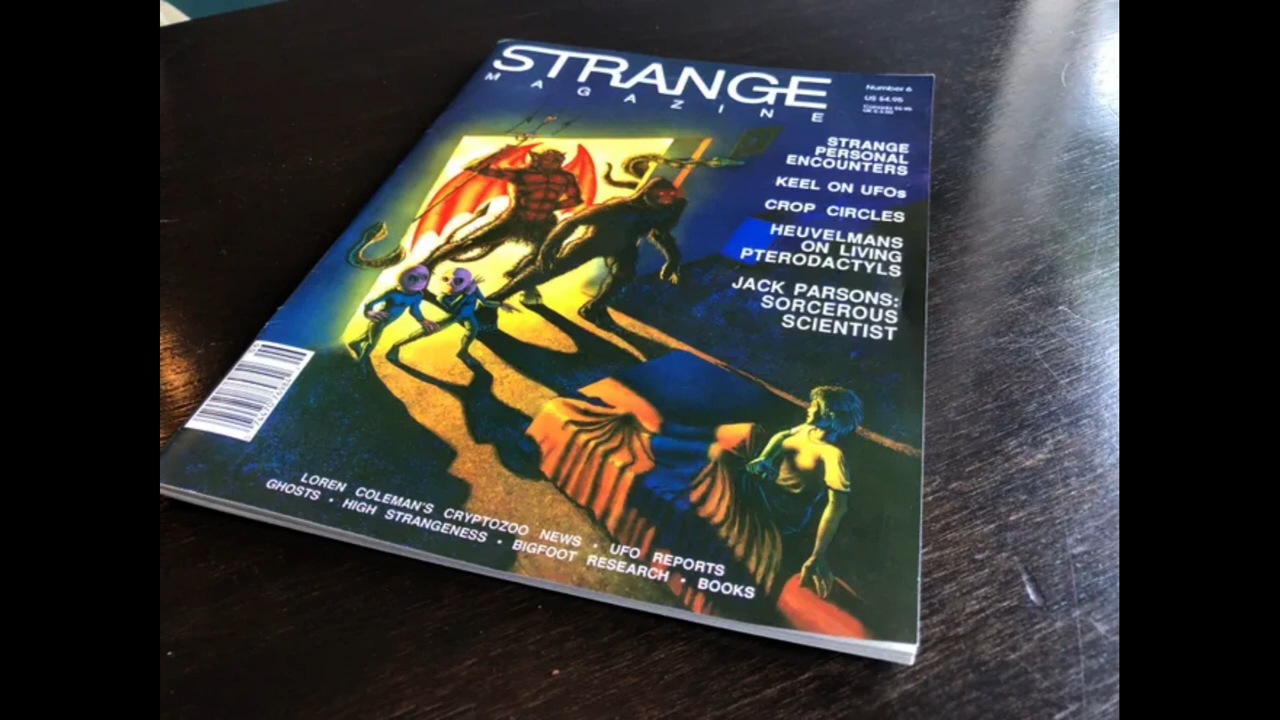 STRANGE
MAGAZINE
Number 6
US $4.95
STRANGE
PERSONAL
ENCOUNTERS
KEEL ON UFOs
CROP CIRCLES
HEUVELMANS
ON LIVING
PTERODACTYLS
JACK PARSONS:
SORCEROUS
SCIENTIST
LOREN COLEMAN'S CRYPTOZOO NEWS • UFO REPORTS
GHOSTS • HIGH STRANGENESS • BIGFOOT RESEARCH • BOOKS